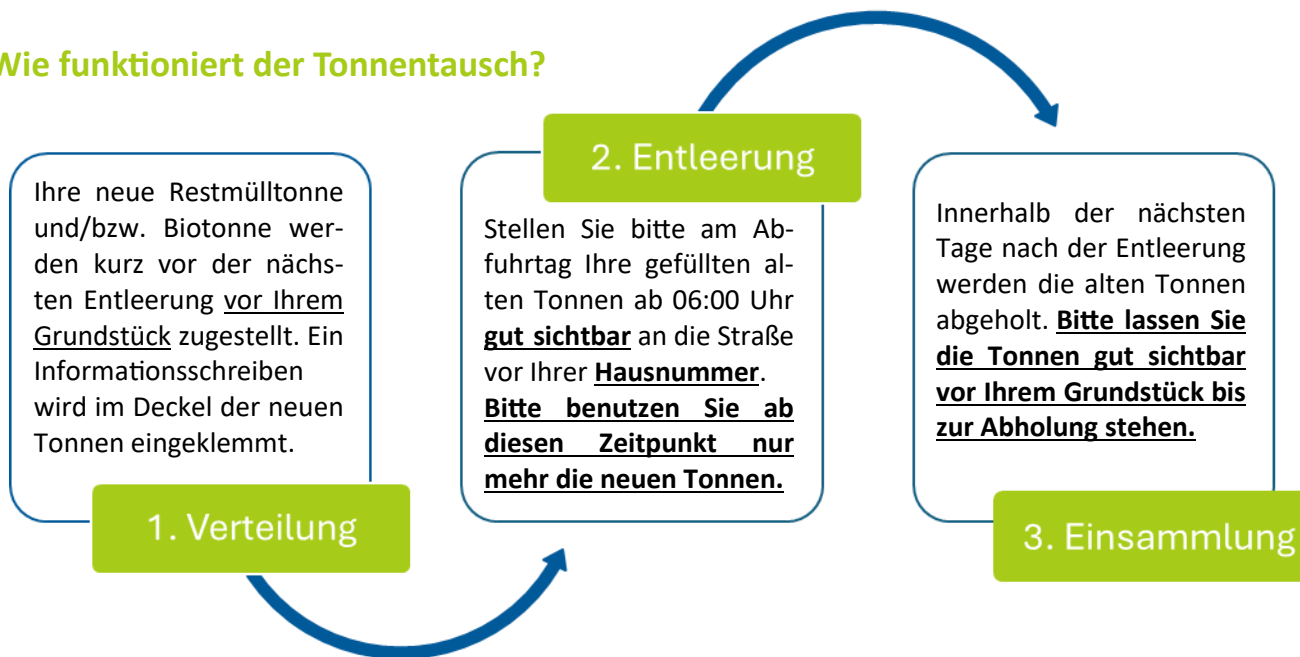 Wie funktioniert der Tonnentausch?
Ihre neue Restmülltonne
und/bzw. Biotonne wer-
den kurz vor der nächs-
ten Entleerung vor Ihrem
Grundstück zugestellt. Ein
Informationsschreiben
wird im Deckel der neuen
Tonnen eingeklemmt.
1. Verteilung
2. Entleerung
Stellen Sie bitte am Ab-
fuhrtag Ihre gefüllten al-
ten Tonnen ab 06:00 Uhr
gut sichtbar an die Straße
vor Ihrer Hausnummer.
Bitte benutzen Sie ab
diesen Zeitpunkt nur
mehr die neuen Tonnen.
Innerhalb der nächsten
Tage nach der Entleerung
werden die alten Tonnen
abgeholt. Bitte lassen Sie
die Tonnen gut sichtbar
vor Ihrem Grundstück bis
zur Abholung stehen.
3. Einsammlung